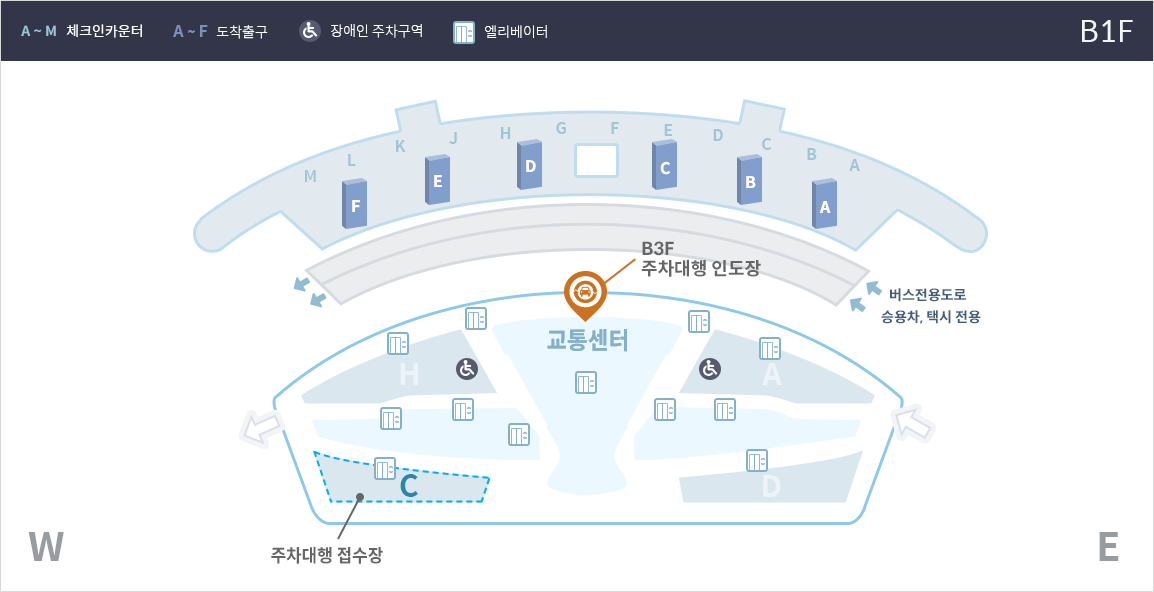 A ~ M 체크인카운터 A ~ F 도착출구 장애인 주차구역 엘리베이터 B1F
M L K J H G F E D C B A
F E D C B A
B3F
주차대행 인도장
버스전용도로
승용차, 택시 전용
교통센터
H A
C D
주차대행 접수장
W E